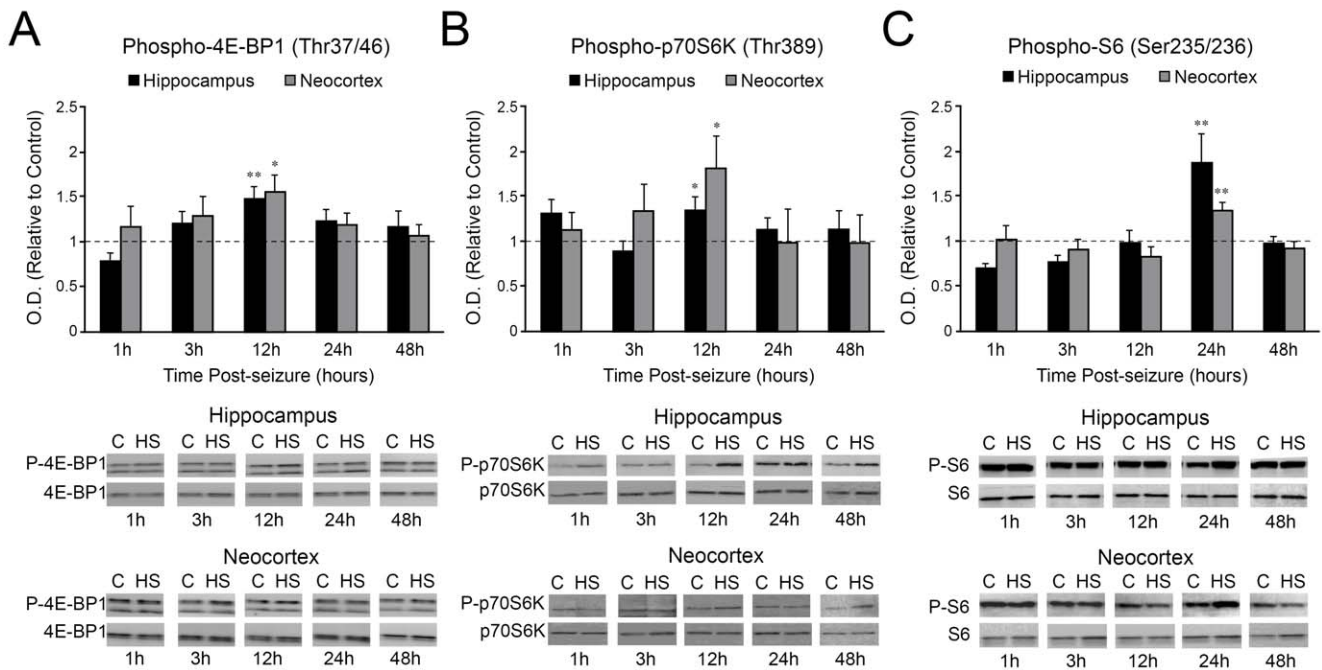 A
Phospho-4E-BP1 (Thr37/46)
Hippocampus Neocortex
O.D. (Relative to Control)
2.5
2
1.5
1
0.5
0
** *
1h 3h 12h 24h 48h
Time Post-seizure (hours)
Hippocampus
C HS C HS C HS C HS C HS
P-4E-BP1
4E-BP1
1h 3h 12h 24h 48h
Neocortex
C HS C HS C HS C HS C HS
P-4E-BP1
4E-BP1
1h 3h 12h 24h 48h
B
Phospho-p70S6K (Thr389)
Hippocampus Neocortex
O.D. (Relative to Control)
2.5
2
1.5
1
0.5
0
* *
1h 3h 12h 24h 48h
Time Post-seizure (hours)
Hippocampus
C HS C HS C HS C HS C HS
P-p70S6K
p70S6K
1h 3h 12h 24h 48h
Neocortex
C HS C HS C HS C HS C HS
P-p70S6K
p70S6K
1h 3h 12h 24h 48h
C
Phospho-S6 (Ser235/236)
Hippocampus Neocortex
O.D. (Relative to Control)
2.5
2
1.5
1
0.5
0
** **
1h 3h 12h 24h 48h
Time Post-seizure (hours)
Hippocampus
C HS C HS C HS C HS C HS
P-S6
S6
1h 3h 12h 24h 48h
Neocortex
C HS C HS C HS C HS C HS
P-S6
S6
1h 3h 12h 24h 48h